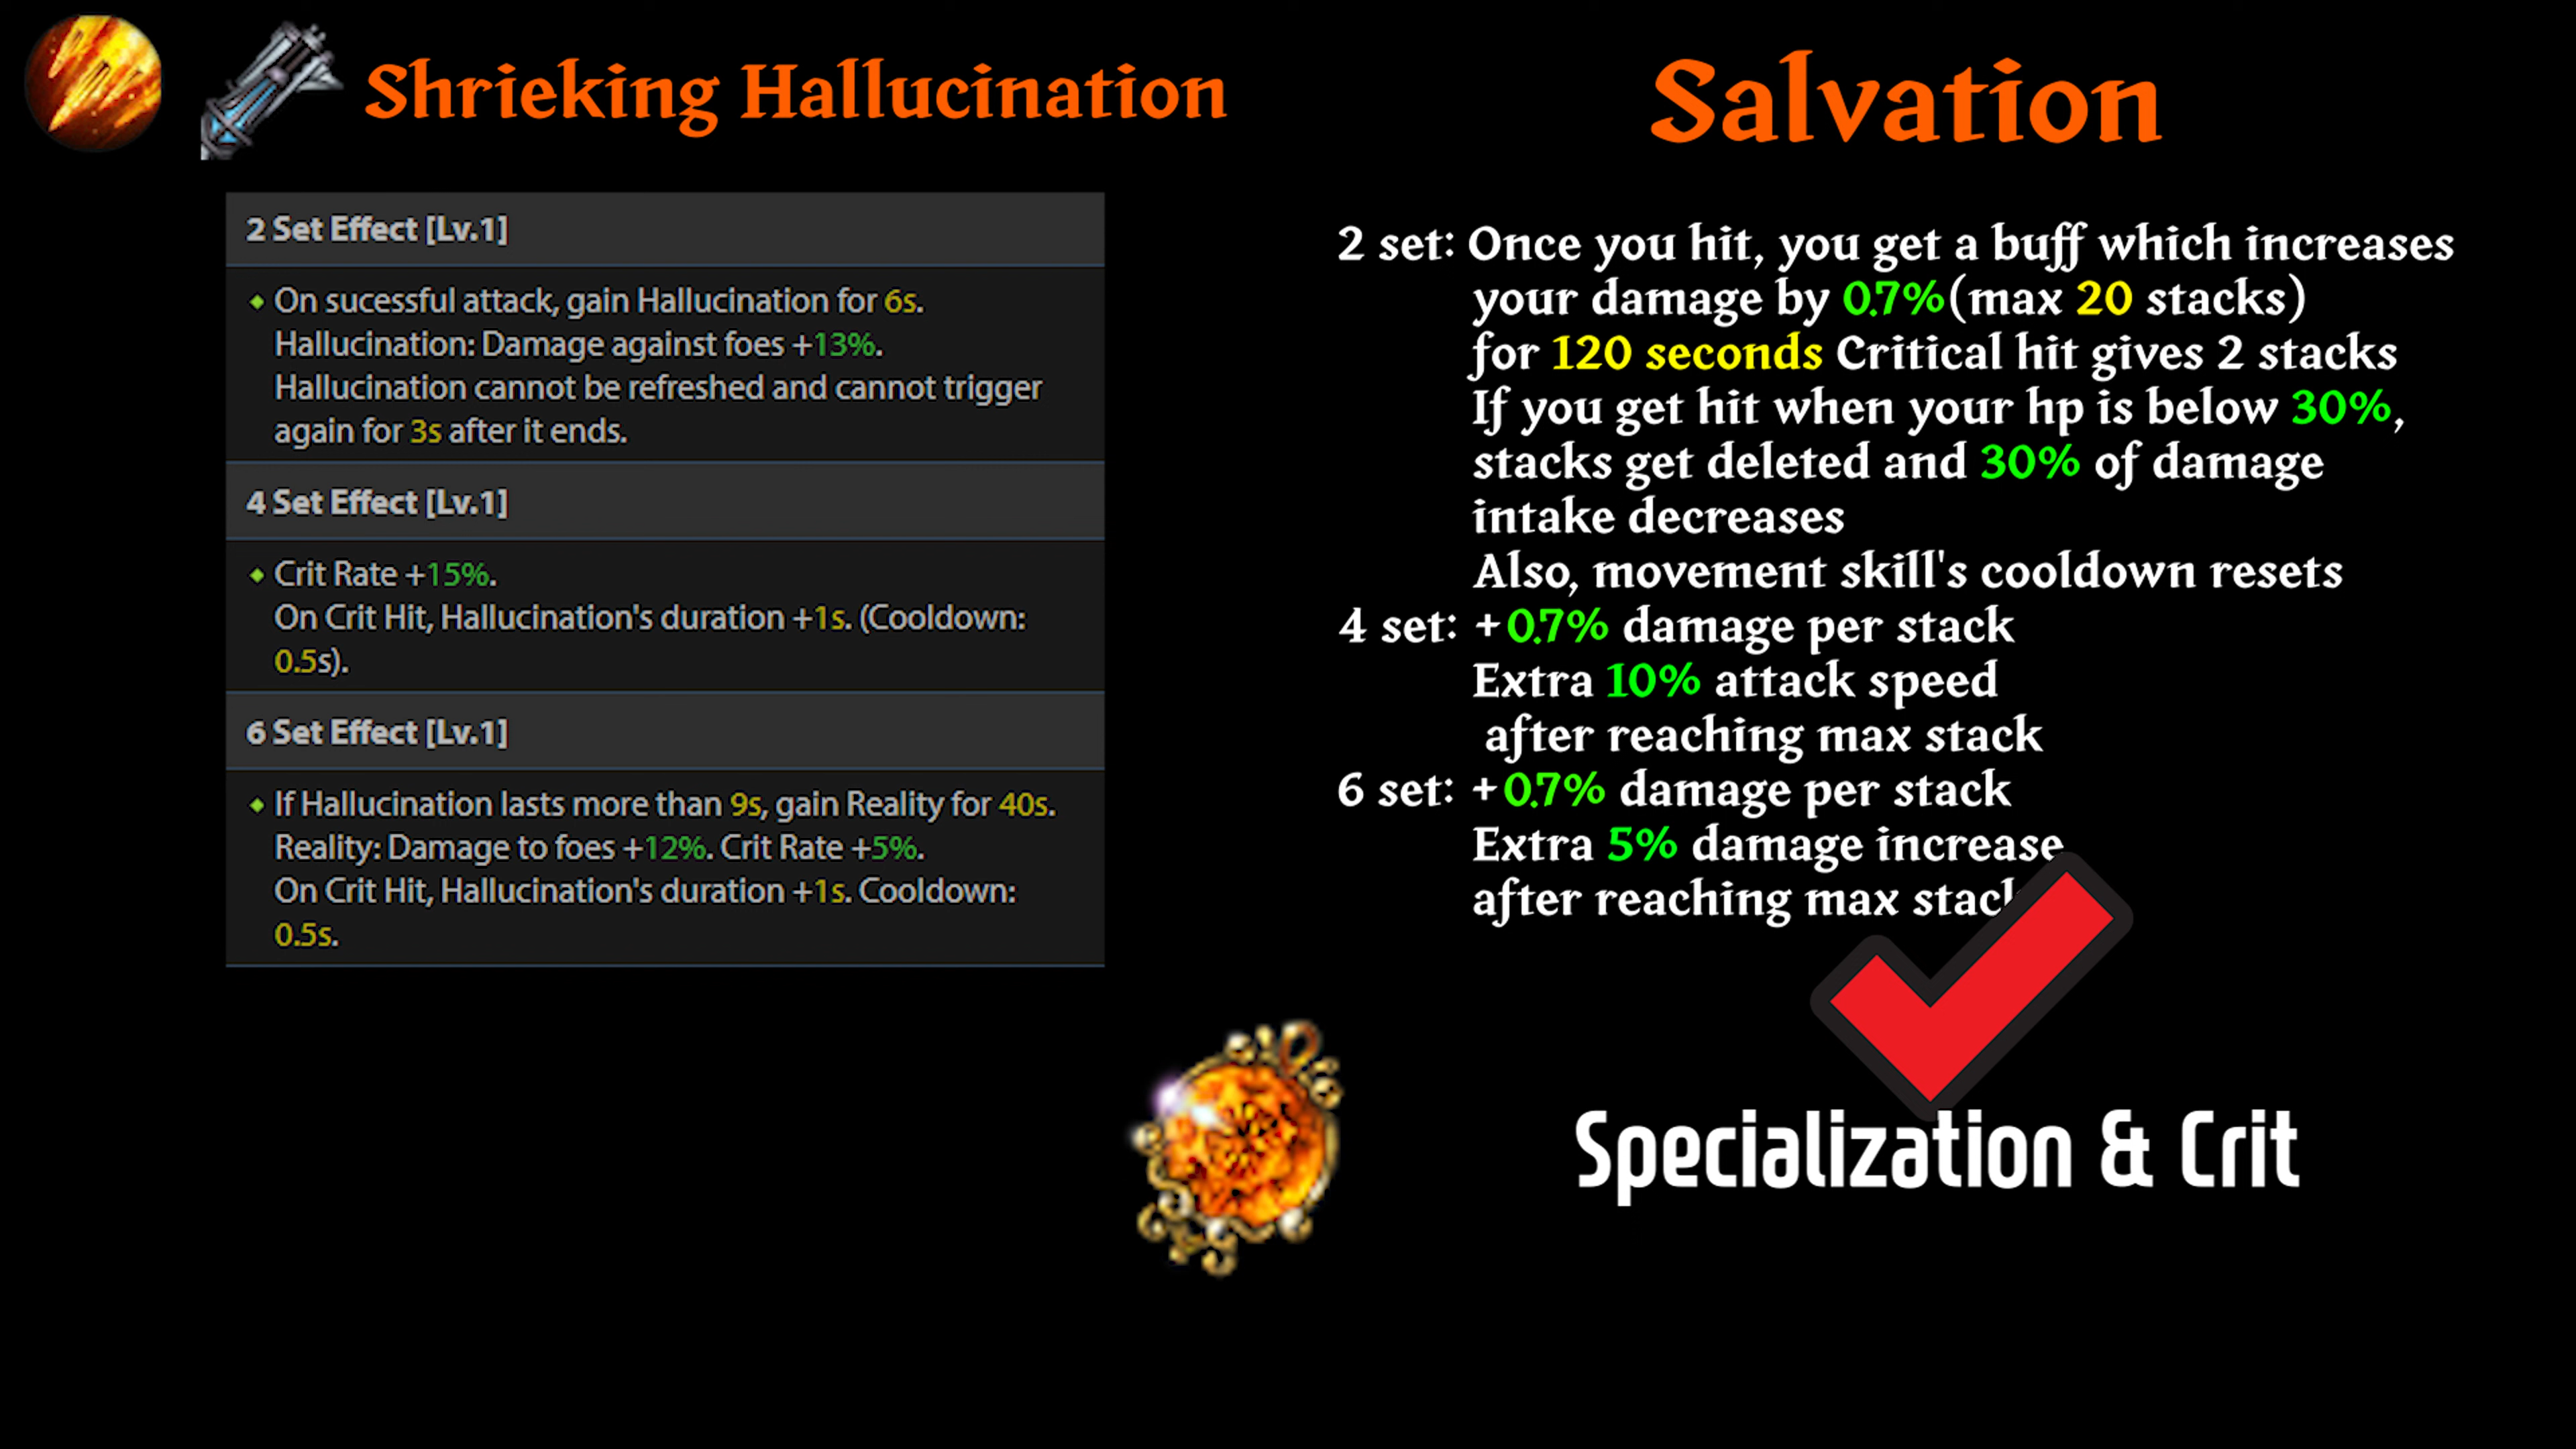 Shrieking Hallucination
2 Set Effect [Lv.1]
On sucessful attack, gain Hallucination for 6s.
Hallucination: Damage against foes +13%.
Hallucination cannot be refreshed and cannot trigger
again for 3s after it ends.
4 Set Effect [Lv.1]
Crit Rate +15%.
On Crit Hit, Hallucination's duration +1s. (Cooldown:
0.5s).
6 Set Effect [Lv.1]
If Hallucination lasts more than 9s, gain Reality for 40s.
Reality: Damage to foes +12%. Crit Rate +5%.
On Crit Hit, Hallucination's duration +1s. Cooldown:
0.5s.
Salvation
2 set: Once you hit, you get a buff which increases
your damage by 0.7%(max 20 stacks)
for 120 seconds Critical hit gives 2 stacks
If you get hit when your hp is below 30%,
stacks get deleted and 30% of damage
intake decreases
Also, movement skill's cooldown resets
4 set: +0.7% damage per stack
Extra 10% attack speed
after reaching max stack
6 set: +0.7% damage per stack
Extra 5% damage increase
after reaching max stack
Specialization & Crit